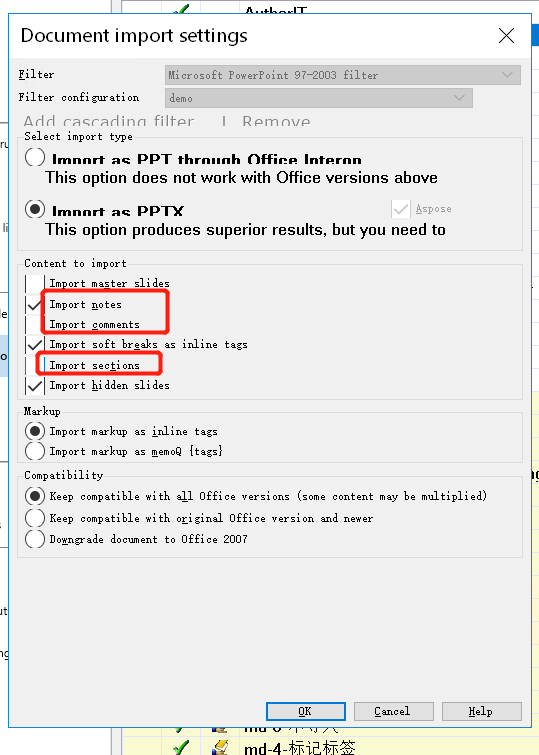 AuthorIT
Document import settings
Filter
Microsoft PowerPoint 97-2003 filter
Filter configuration
demo
Add cascading filter | Remove
Select import type
Import as PPT through Office Interop
This option does not work with Office versions above
Import as PPTX
Aspose
This option produces superior results, but you need to
Content to import
Import master slides
Import notes
Import comments
Import soft breaks as inline tags
Import sections
Import hidden slides
Markup
Import markup as inline tags
Import markup as memoQ {tags}
Compatibility
Keep compatible with all Office versions (some content may be multiplied)
Keep compatible with original Office version and newer
Downgrade document to Office 2007
OK
Cancel
Help
md-4-标记标签